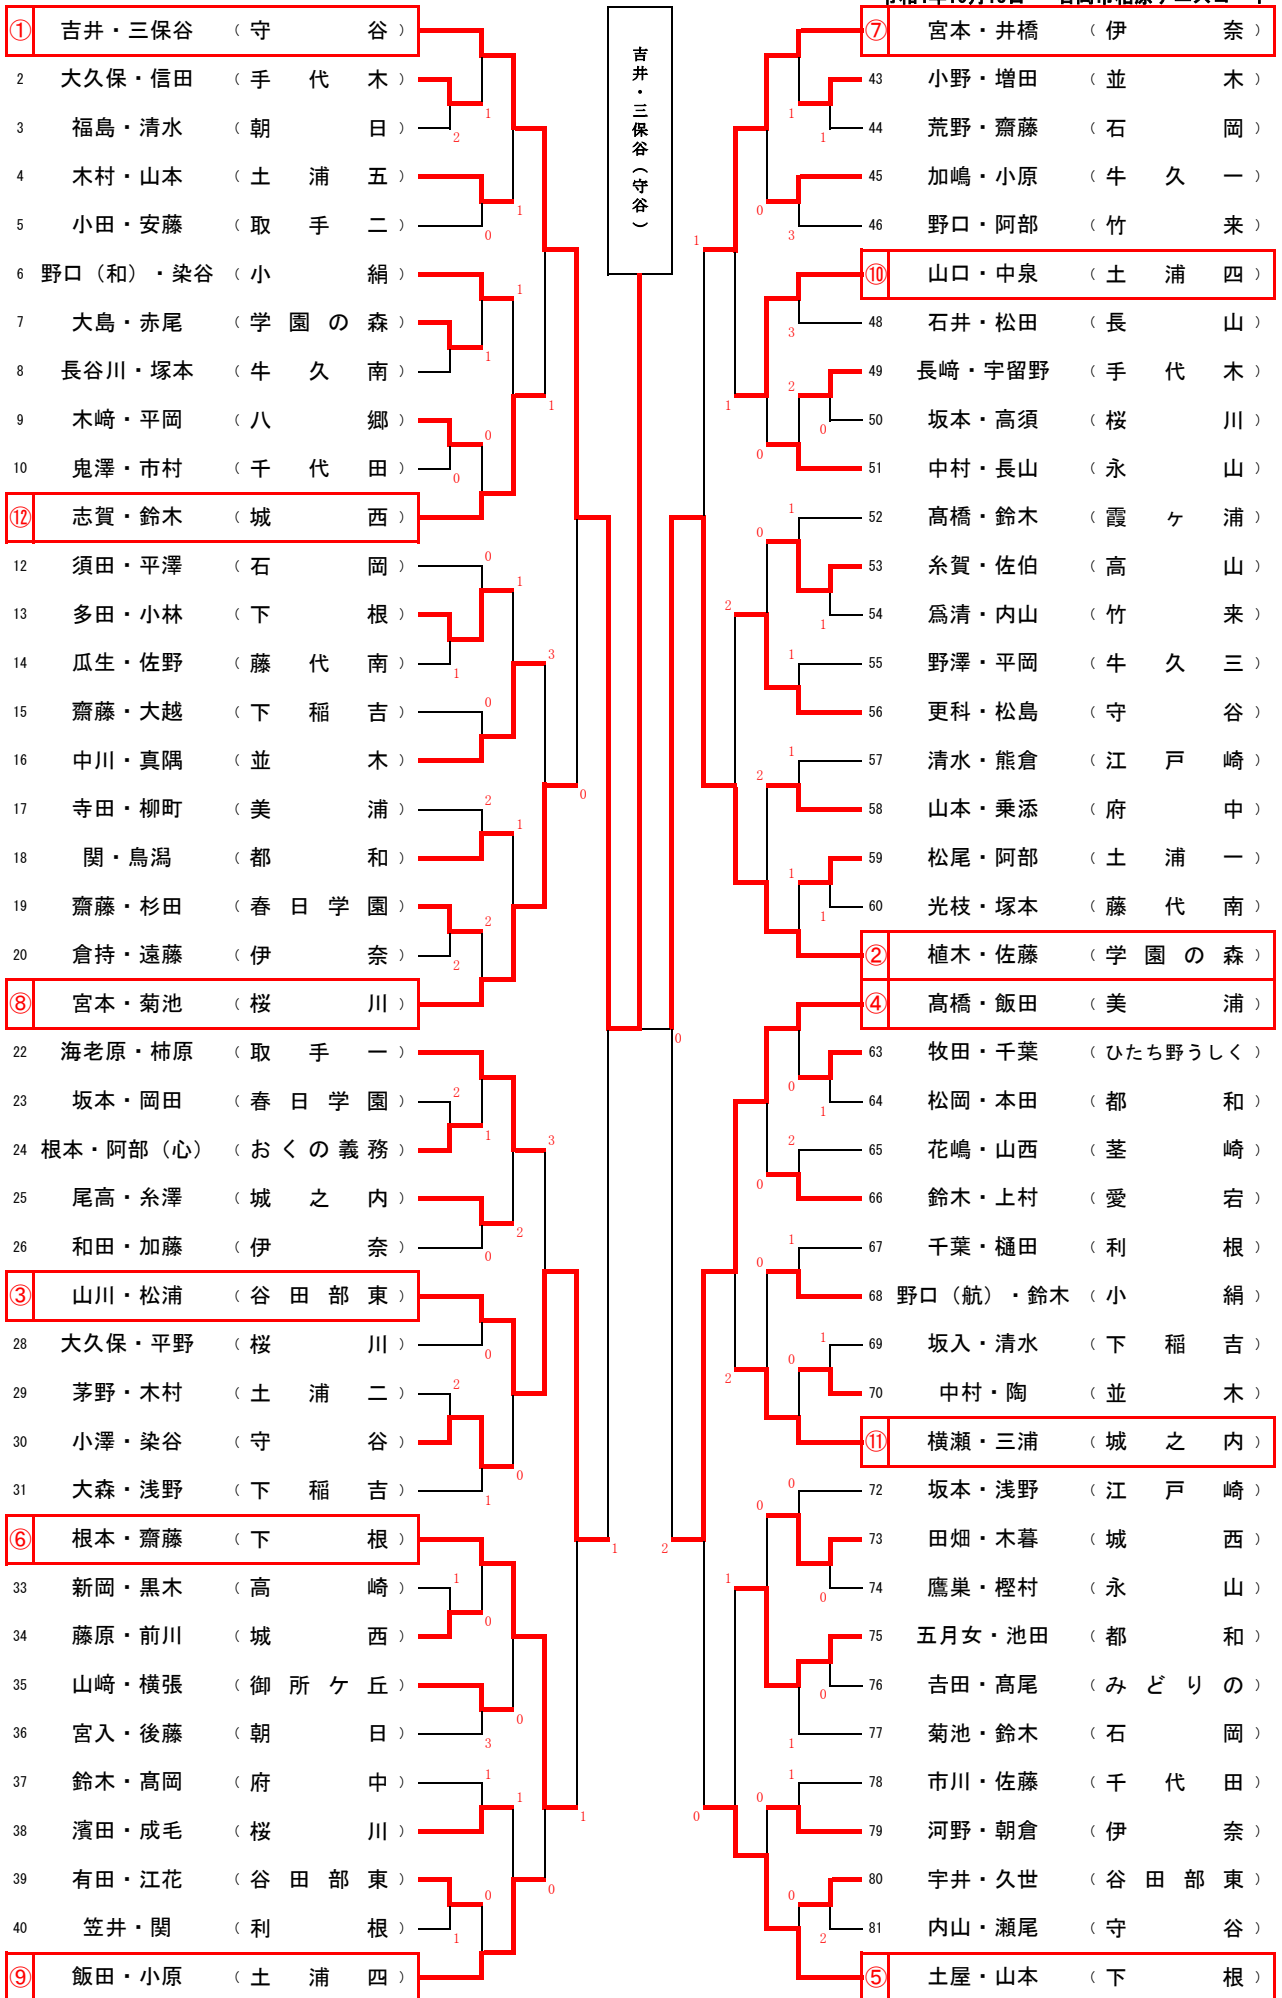 吉井・三保谷（守谷）
① 吉井・三保谷 （守谷）
2 大久保・信田 （手代木）
3 福島・清水 （朝日）
4 木村・山本 （土浦五）
5 小田・安藤 （取手二）
6 野口（和）・染谷 （小絹）
7 大島・赤尾 （学園の森）
8 長谷川・塚本 （牛久南）
9 木﨑・平岡 （八郷）
10 鬼澤・市村 （千代田）
⑫ 志賀・鈴木 （城西）
12 須田・平澤 （石岡）
13 多田・小林 （下根）
14 瓜生・佐野 （藤代南）
15 齋藤・大越 （下稲吉）
16 中川・真隅 （並木）
17 寺田・柳町 （美浦）
18 関・鳥潟 （都和）
19 齋藤・杉田 （春日学園）
20 倉持・遠藤 （伊奈）
⑧ 宮本・菊池 （桜川）
22 海老原・柿原 （取手一）
23 坂本・岡田 （春日学園）
24 根本・阿部（心） （おくの義務）
25 尾高・糸澤 （城之内）
26 和田・加藤 （伊奈）
③ 山川・松浦 （谷田部東）
28 大久保・平野 （桜川）
29 茅野・木村 （土浦二）
30 小澤・染谷 （守谷）
31 大森・浅野 （下稲吉）
⑥ 根本・齋藤 （下根）
33 新岡・黒木 （高崎）
34 藤原・前川 （城西）
35 山﨑・横張 （御所ケ丘）
36 宮入・後藤 （朝日）
37 鈴木・髙岡 （府中）
38 濱田・成毛 （桜川）
39 有田・江花 （谷田部東）
40 笠井・関 （利根）
⑨ 飯田・小原 （土浦四）
⑦ 宮本・井橋 （伊奈）
43 小野・増田 （並木）
44 荒野・齋藤 （石岡）
45 加嶋・小原 （牛久一）
46 野口・阿部 （竹来）
⑩ 山口・中泉 （土浦四）
48 石井・松田 （長山）
49 長﨑・宇留野 （手代木）
50 坂本・高須 （桜川）
51 中村・長山 （永山）
52 髙橋・鈴木 （霞ヶ浦）
53 糸賀・佐伯 （高山）
54 爲清・内山 （竹来）
55 野澤・平岡 （牛久三）
56 更科・松島 （守谷）
57 清水・熊倉 （江戸崎）
58 山本・乗添 （府中）
59 松尾・阿部 （土浦一）
60 光枝・塚本 （藤代南）
② 植木・佐藤 （学園の森）
④ 髙橋・飯田 （美浦）
63 牧田・千葉 （ひたち野うしく）
64 松岡・本田 （都和）
65 花嶋・山西 （茎崎）
66 鈴木・上村 （愛宕）
67 千葉・樋田 （利根）
68 野口（航）・鈴木 （小絹）
69 坂入・清水 （下稲吉）
70 中村・陶 （並木）
⑪ 横瀬・三浦 （城之内）
72 坂本・浅野 （江戸崎）
73 田畑・木暮 （城西）
74 鷹巣・樫村 （永山）
75 五月女・池田 （都和）
76 吉田・髙尾 （みどりの）
77 菊池・鈴木 （石岡）
78 市川・佐藤 （千代田）
79 河野・朝倉 （伊奈）
80 宇井・久世 （谷田部東）
81 内山・瀬尾 （守谷）
⑤ 土屋・山本 （下根）